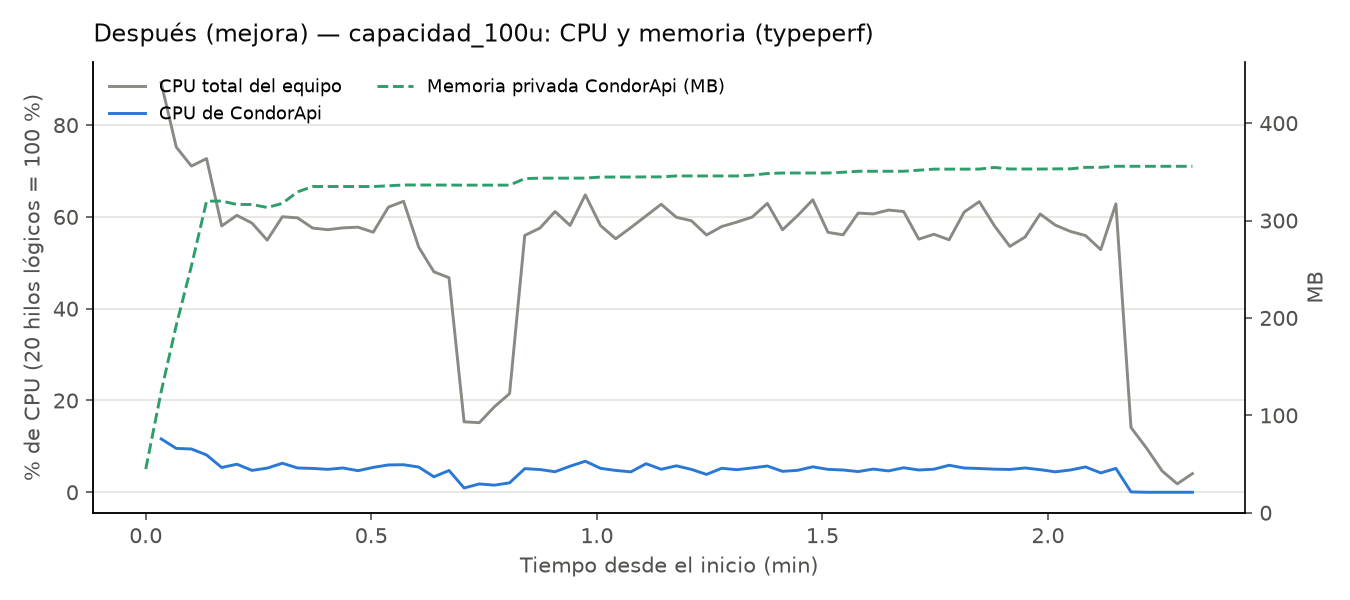 Después (mejora) — capacidad_100u: CPU y memoria (typeperf)
CPU total del equipo
Memoria privada CondorApi (MB)
CPU de CondorApi
% de CPU (20 hilos lógicos = 100 %)
80
60
40
20
0
400
300
200
100
0
MB
0.0 0.5 1.0 1.5 2.0
Tiempo desde el inicio (min)